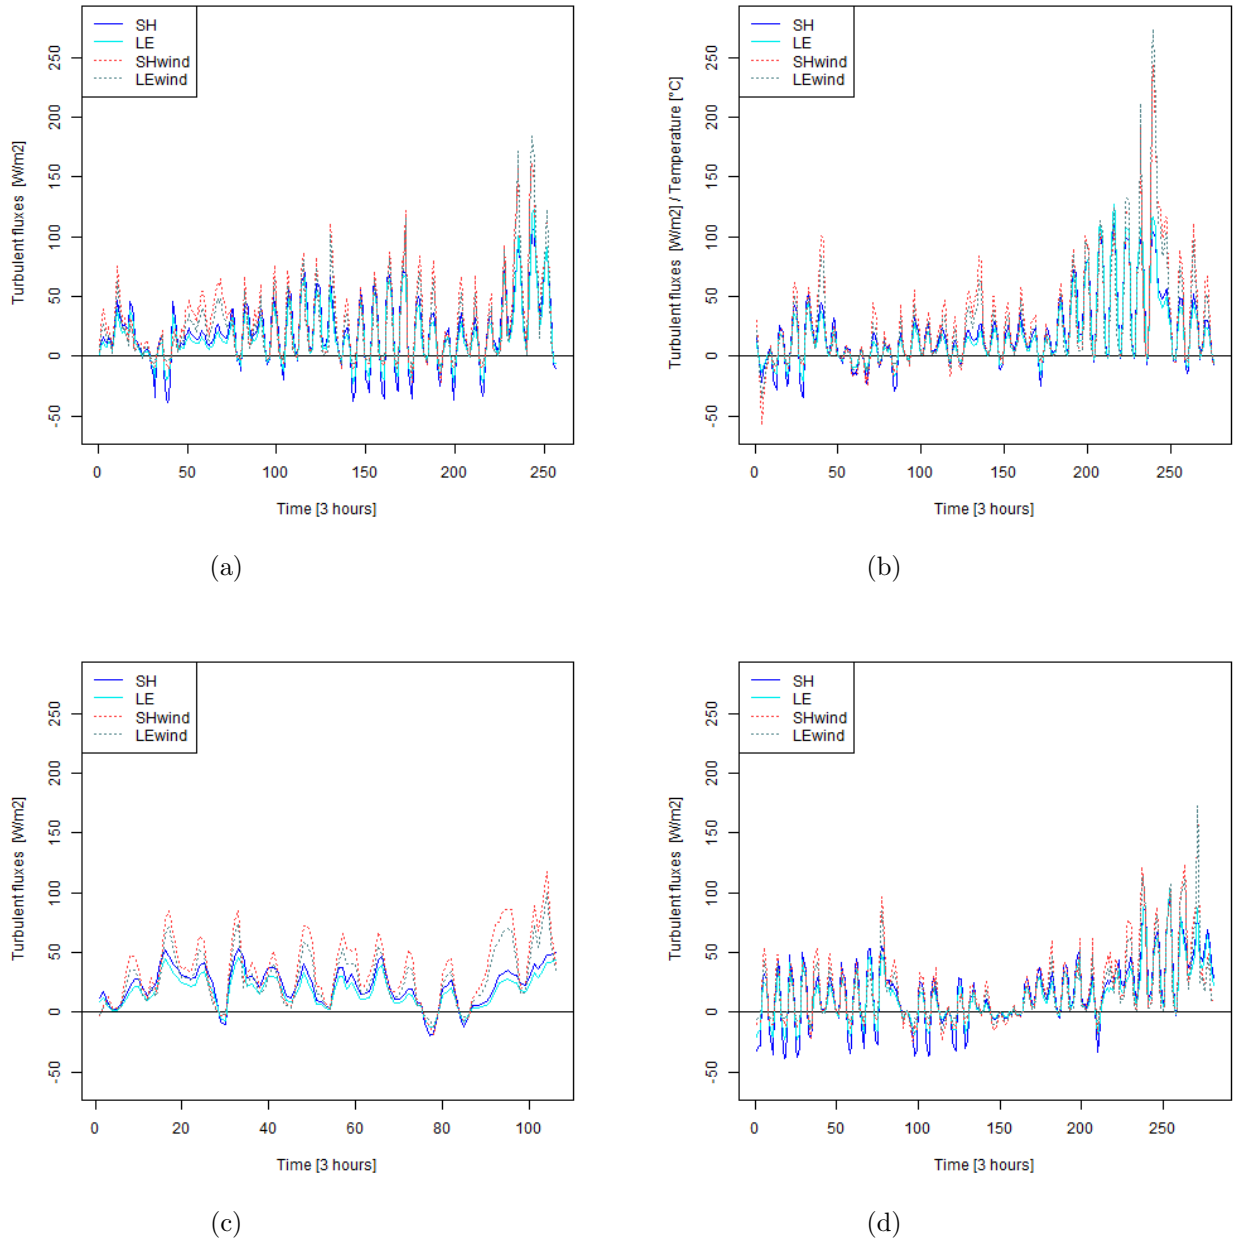 SH
LE
SHwind
LEwind
Turbulent fluxes [W/m2]
-50 0 50 100 150 200 250
0 50 100 150 200 250
Time [3 hours]
(a)
SH
LE
SHwind
LEwind
Turbulent fluxes [W/m2] / Temperature [°C]
-50 0 50 100 150 200 250
0 50 100 150 200 250
Time [3 hours]
(b)
SH
LE
SHwind
LEwind
Turbulent fluxes [W/m2]
-50 0 50 100 150 200 250
0 20 40 60 80 100
Time [3 hours]
(c)
SH
LE
SHwind
LEwind
Turbulent fluxes [W/m2]
-50 0 50 100 150 200 250
0 50 100 150 200 250
Time [3 hours]
(d)